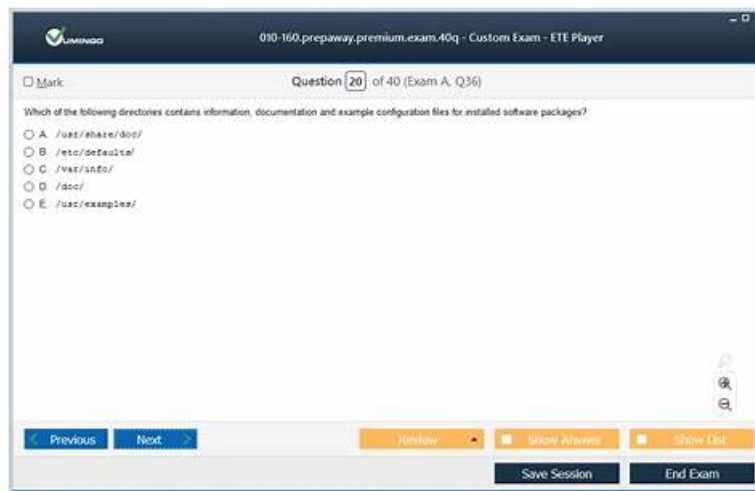 VUMINGO
010-160.prepaway.premium.exam.40q - Custom Exam - ETE Player
Mark
Question 20 of 40 (Exam A, Q36)
Which of the following directories contains information, documentation and example configuration files for installed software packages?
A. /usr/share/doc/
B. /etc/defaults/
C. /var/info/
D. /doc/
E. /usr/examples/
Previous Next Review Show Answer Show List
Save Session End Exam